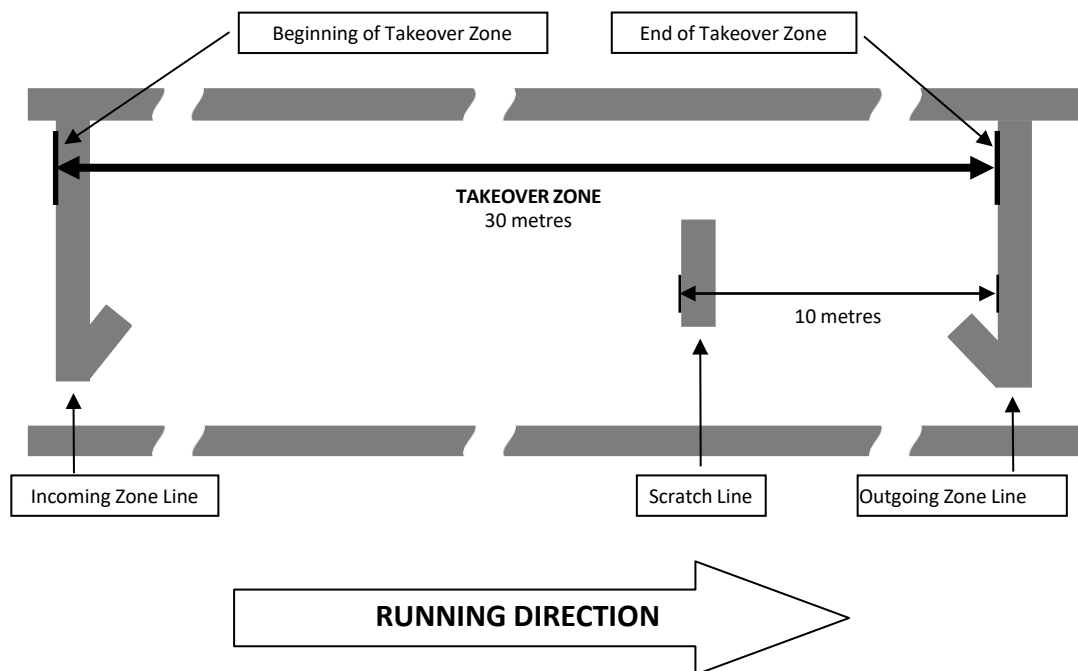 Beginning of Takeover Zone
End of Takeover Zone
TAKEOVER ZONE
30 metres
10 metres
Incoming Zone Line
Scratch Line
Outgoing Zone Line
RUNNING DIRECTION